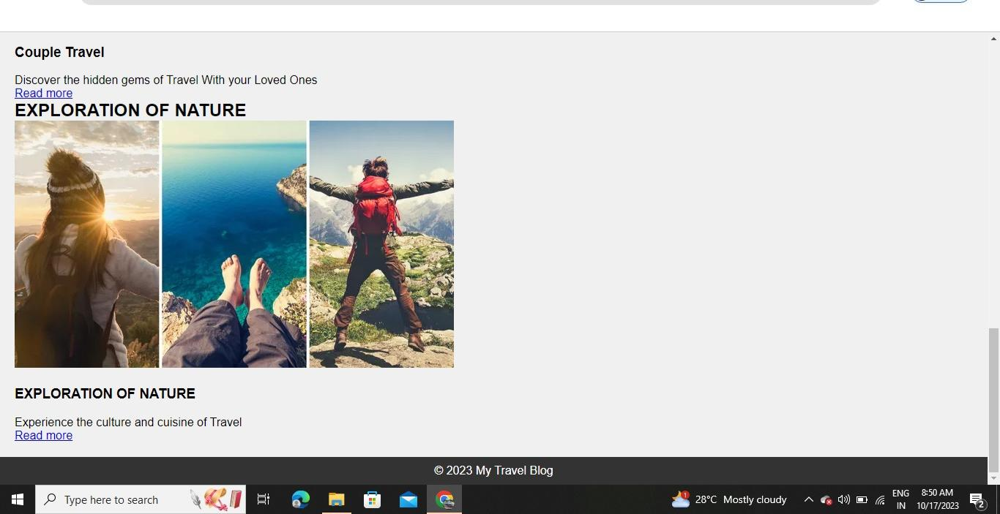 Couple Travel
Discover the hidden gems of Travel With your Loved Ones
Read more
EXPLORATION OF NATURE
EXPLORATION OF NATURE
Experience the culture and cuisine of Travel
Read more
© 2023 My Travel Blog
Type here to search
1
28°C Mostly cloudy
ENG
IN
8:50 AM
10/17/2023
2